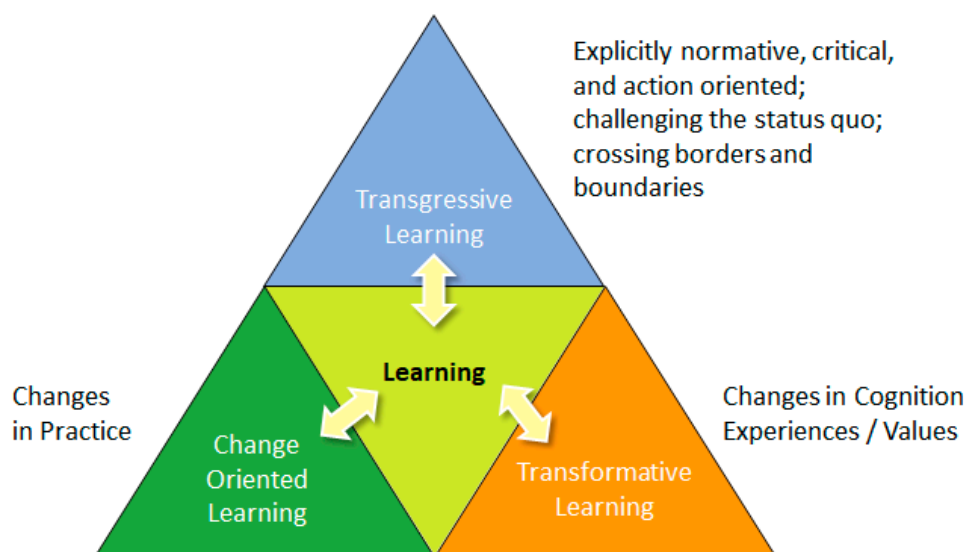 Explicitly normative, critical,
and action oriented;
challenging the status quo;
crossing borders and
boundaries
Transgressive
Learning
Learning
Changes
in Practice
Changes in Cognition
Experiences / Values
Change
Oriented
Learning
Transformative
Learning